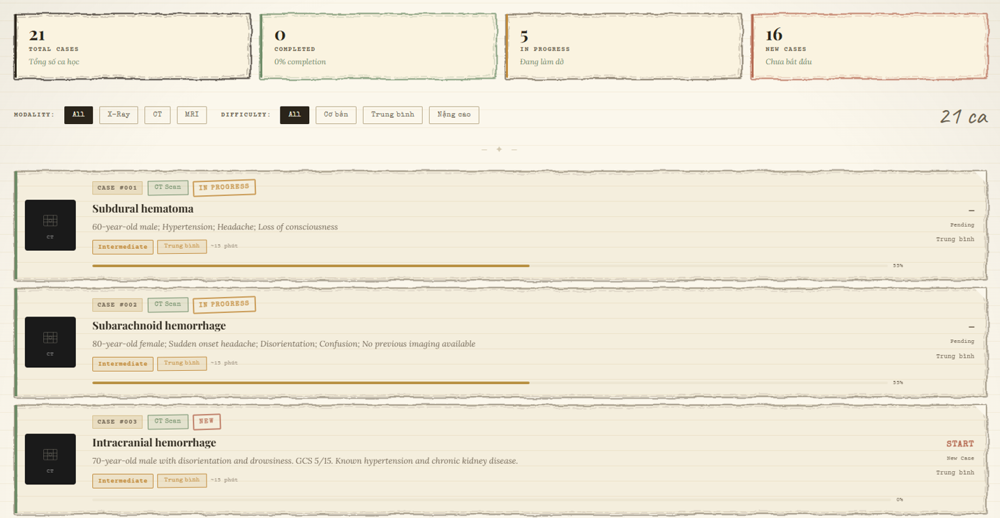 21
TOTAL CASES
Tổng số ca học
0
COMPLETED
0% completion
5
IN PROGRESS
Đang làm dở
16
NEW CASES
Chưa bắt đầu
MODALITY: All X-Ray CT MRI DIFFICULTY: All Cơ bản Trung bình Nặng cao
21 ca
CASE #001 CT Scan IN PROGRESS
CT
Subdural hematoma
60-year-old male; Hypertension; Headache; Loss of consciousness
Intermediate Trung bình ~15 phút
55%
—
Pending
Trung bình
CASE #002 CT Scan IN PROGRESS
CT
Subarachnoid hemorrhage
80-year-old female; Sudden onset headache; Disorientation; Confusion; No previous imaging available
Intermediate Trung bình ~15 phút
55%
—
Pending
Trung bình
CASE #003 CT Scan NEW
CT
Intracranial hemorrhage
70-year-old male with disorientation and drowsiness. GCS 5/15. Known hypertension and chronic kidney disease.
Intermediate Trung bình ~15 phút
0%
START
New Case
Trung bình